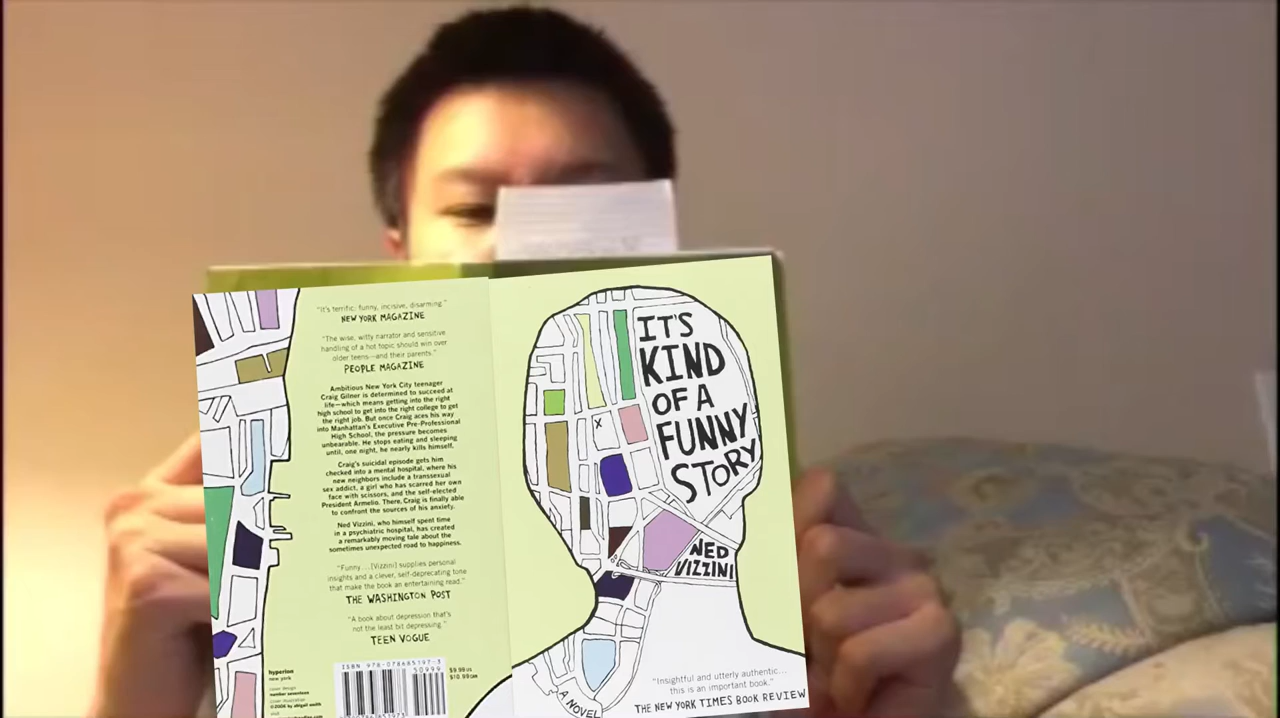 "It's terrific, funny, incisive, disarming."
NEW YORK MAGAZINE
"The wise, witty narrator and sensitive
handling of a hot topic should win over
older teens—and their parents."
PEOPLE MAGAZINE
Ambitious New York City teenager
Craig Gilner is determined to succeed at
life—which means getting into the right
high school to get into the right college to get
the right job. But once Craig aces his way
into Manhattan's Executive Pre-Professional
High School, the pressure becomes
unbearable. He stops eating and sleeping
until, one night, he nearly kills himself.
Craig's suicidal episode gets him
checked into a mental hospital, where his
new neighbors include a transsexual
sex addict, a girl who has scarred her own
face with scissors, and the self-elected
President Armelio. There, Craig is finally able
to confront the sources of his anxiety.
Ned Vizzini, who himself spent time
in a psychiatric hospital, has created
a remarkably moving tale about the
sometimes unexpected road to happiness.
"Funny...[Vizzini] supplies personal
insights and a clever, self-deprecating tone
that make the book an entertaining read."
THE WASHINGTON POST
"A book about depression that's
not the least bit depressing."
TEEN VOGUE
hyperion
new york
ISBN 978-078685197-3
50999
$9.99 US
$10.99 CAN
X
IT'S
KIND
OF A
FUNNY
STORY
NED
VIZZINI
A NOVEL
"Insightful and utterly authentic...
this is an important book."
THE NEW YORK TIMES BOOK REVIEW